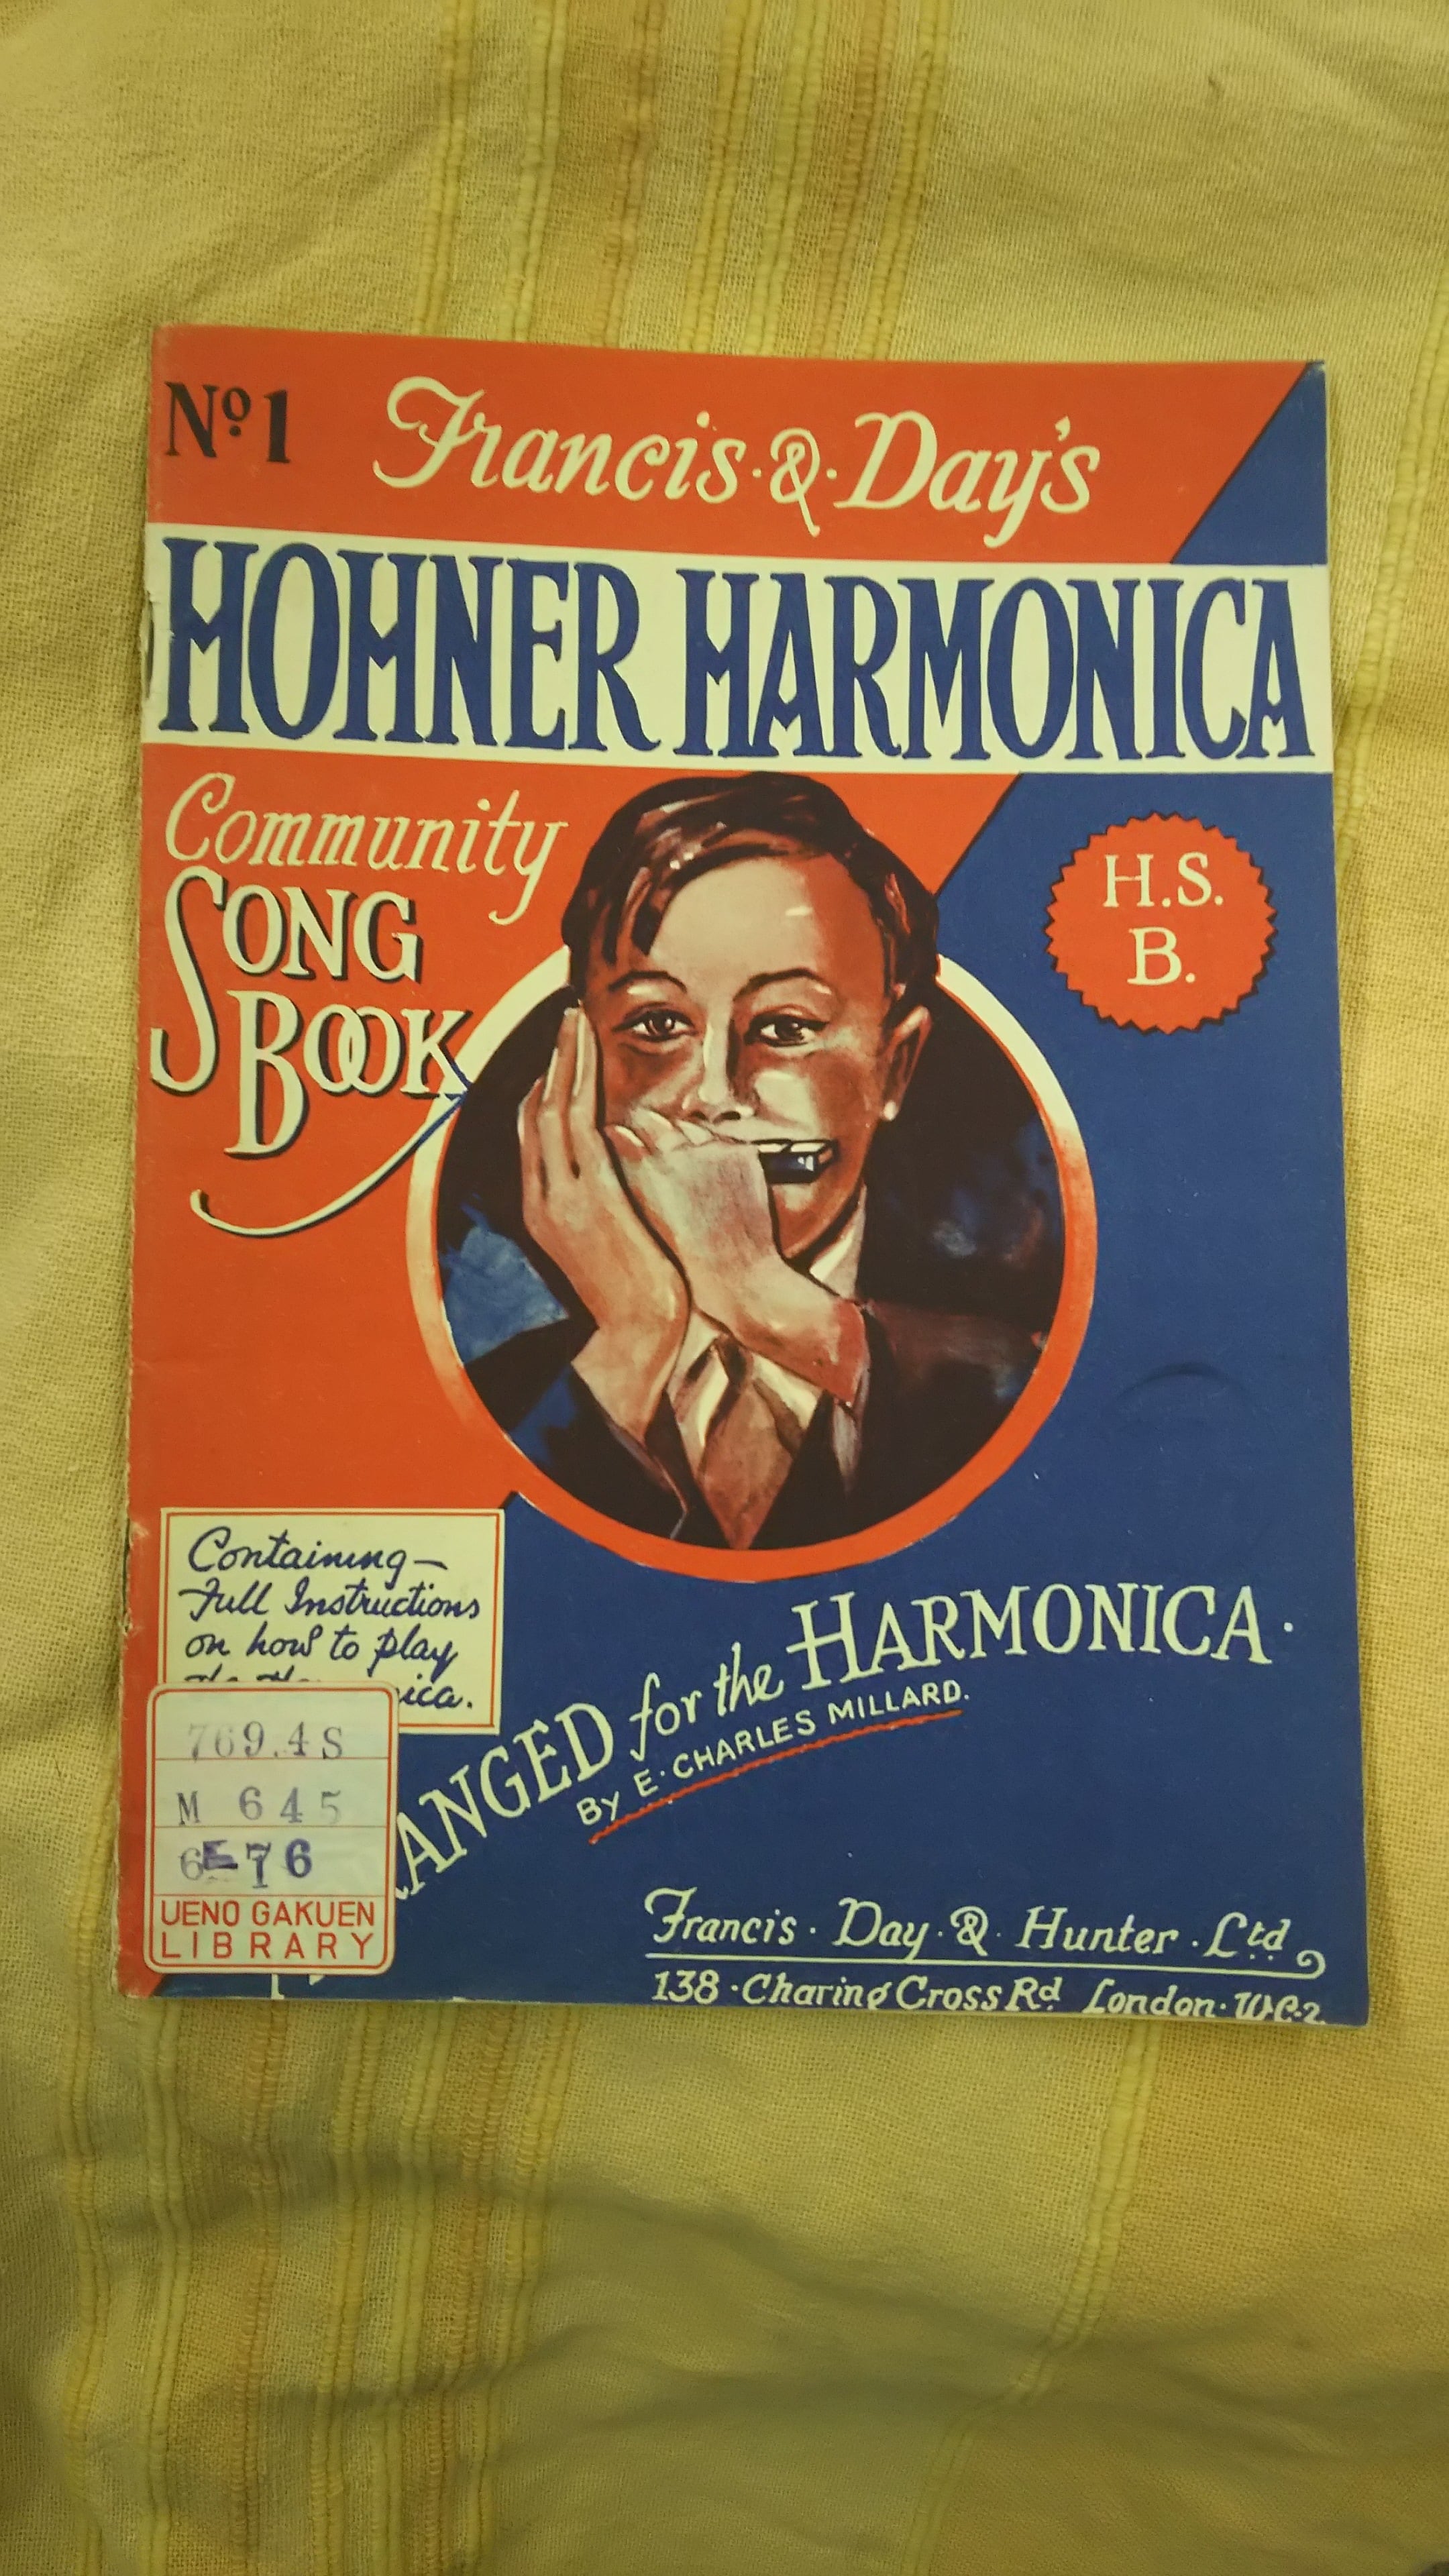 Nº 1
Francis & Day's
HOHNER HARMONICA
Community
SONG
BOOK
H.S.
B.
Containing—
Full Instructions
on how to play
ica.
ANGED for the HARMONICA.
By E. CHARLES MILLARD.
769.4S
M 645
76
UENO GAKUEN
LIBRARY
Francis. Day. & Hunter. Ltd
138. Charing Cross Rd London. W.C.2.